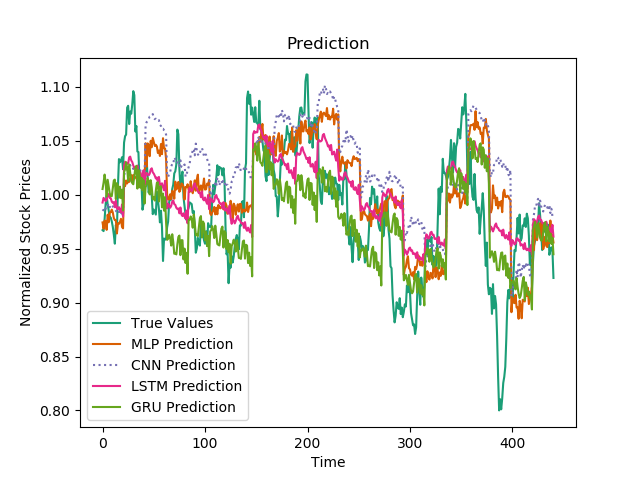 Prediction
Normalized Stock Prices
1.10
1.05
1.00
0.95
0.90
0.85
0.80
True Values
MLP Prediction
CNN Prediction
LSTM Prediction
GRU Prediction
0
100
200
300
400
Time